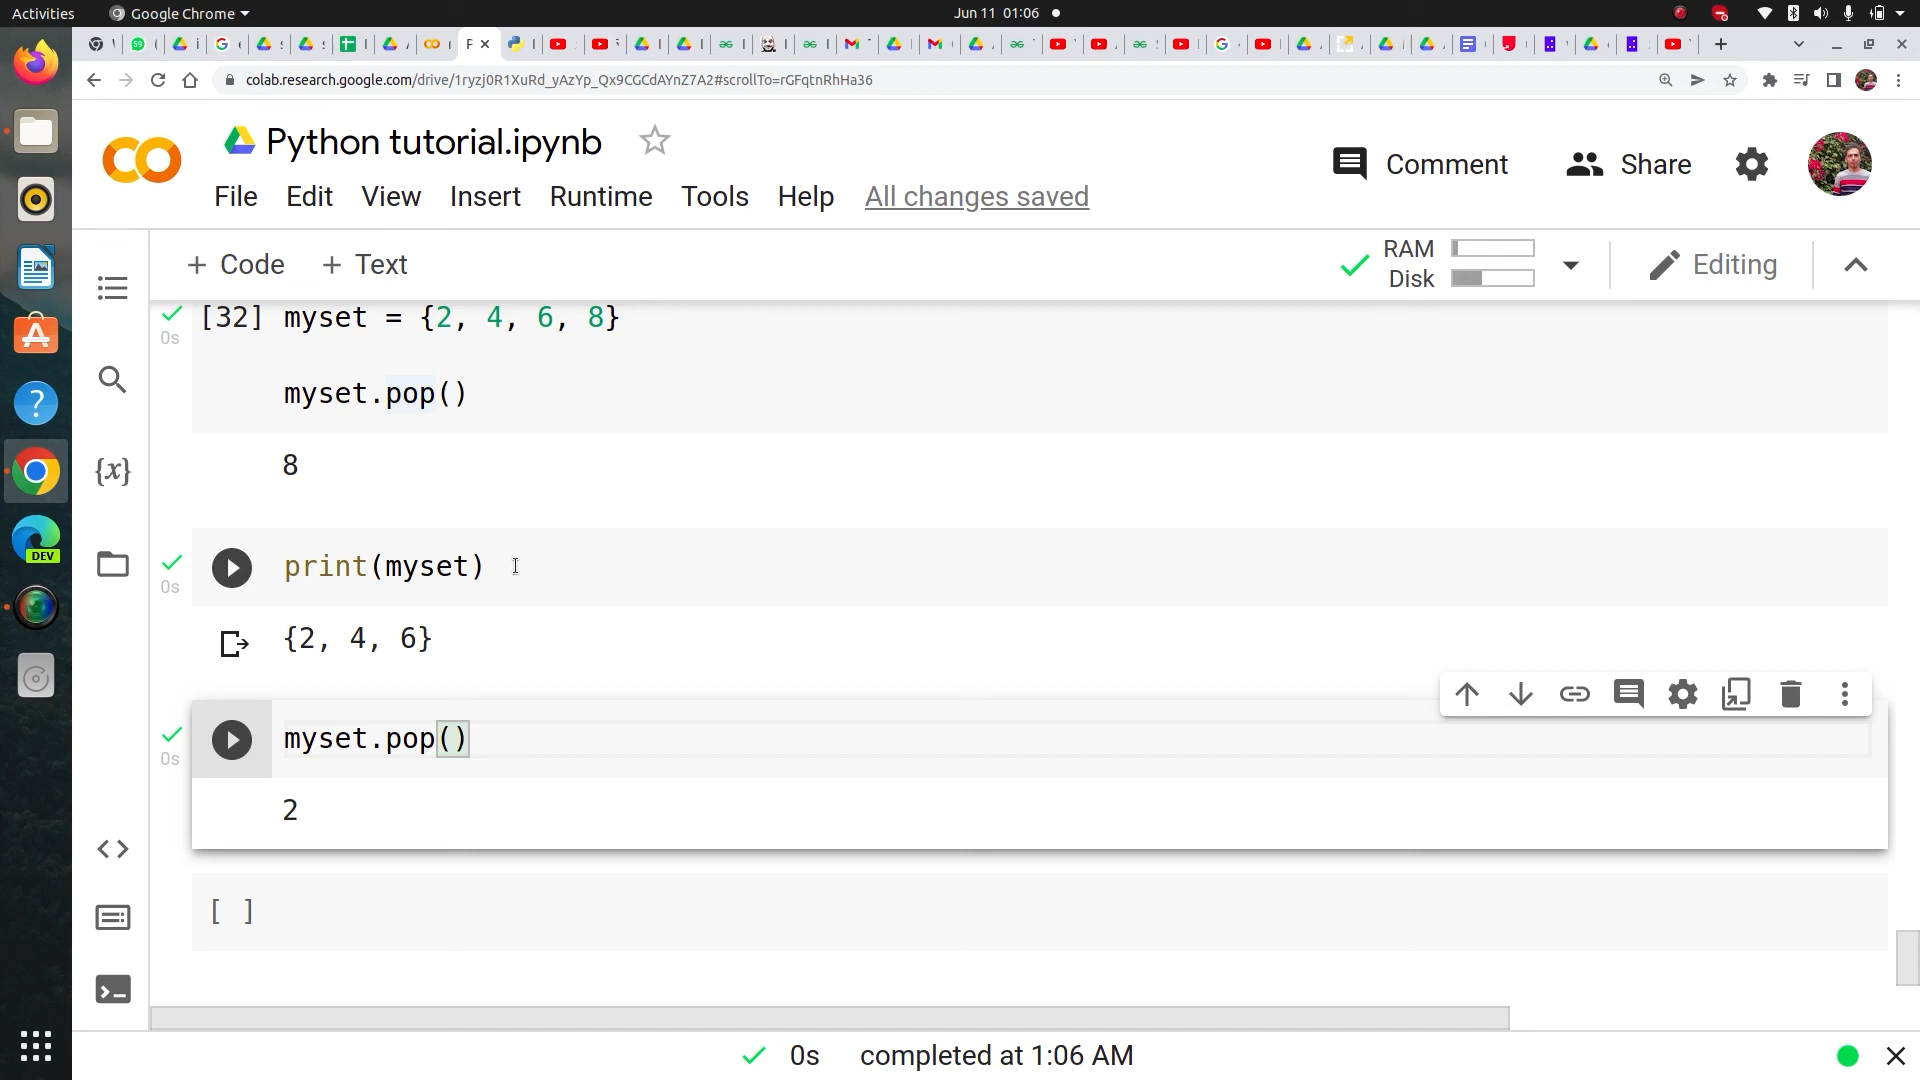 Activities
Google Chrome
Jun 11 01:06
colab.research.google.com/drive/1ryzj0R1XuRd_yAzYp_Qx9CGCdAYnZ7A2#scrollTo=rGFqtnRhHa36
Python tutorial.ipynb
Comment
Share
File Edit View Insert Runtime Tools Help All changes saved
+ Code + Text
RAM
Disk
Editing
[32] myset = {2, 4, 6, 8}
0s
myset.pop()
8
print(myset)
0s
{2, 4, 6}
myset.pop()
0s
2
[ ]
{x}
DEV
0s completed at 1:06 AM